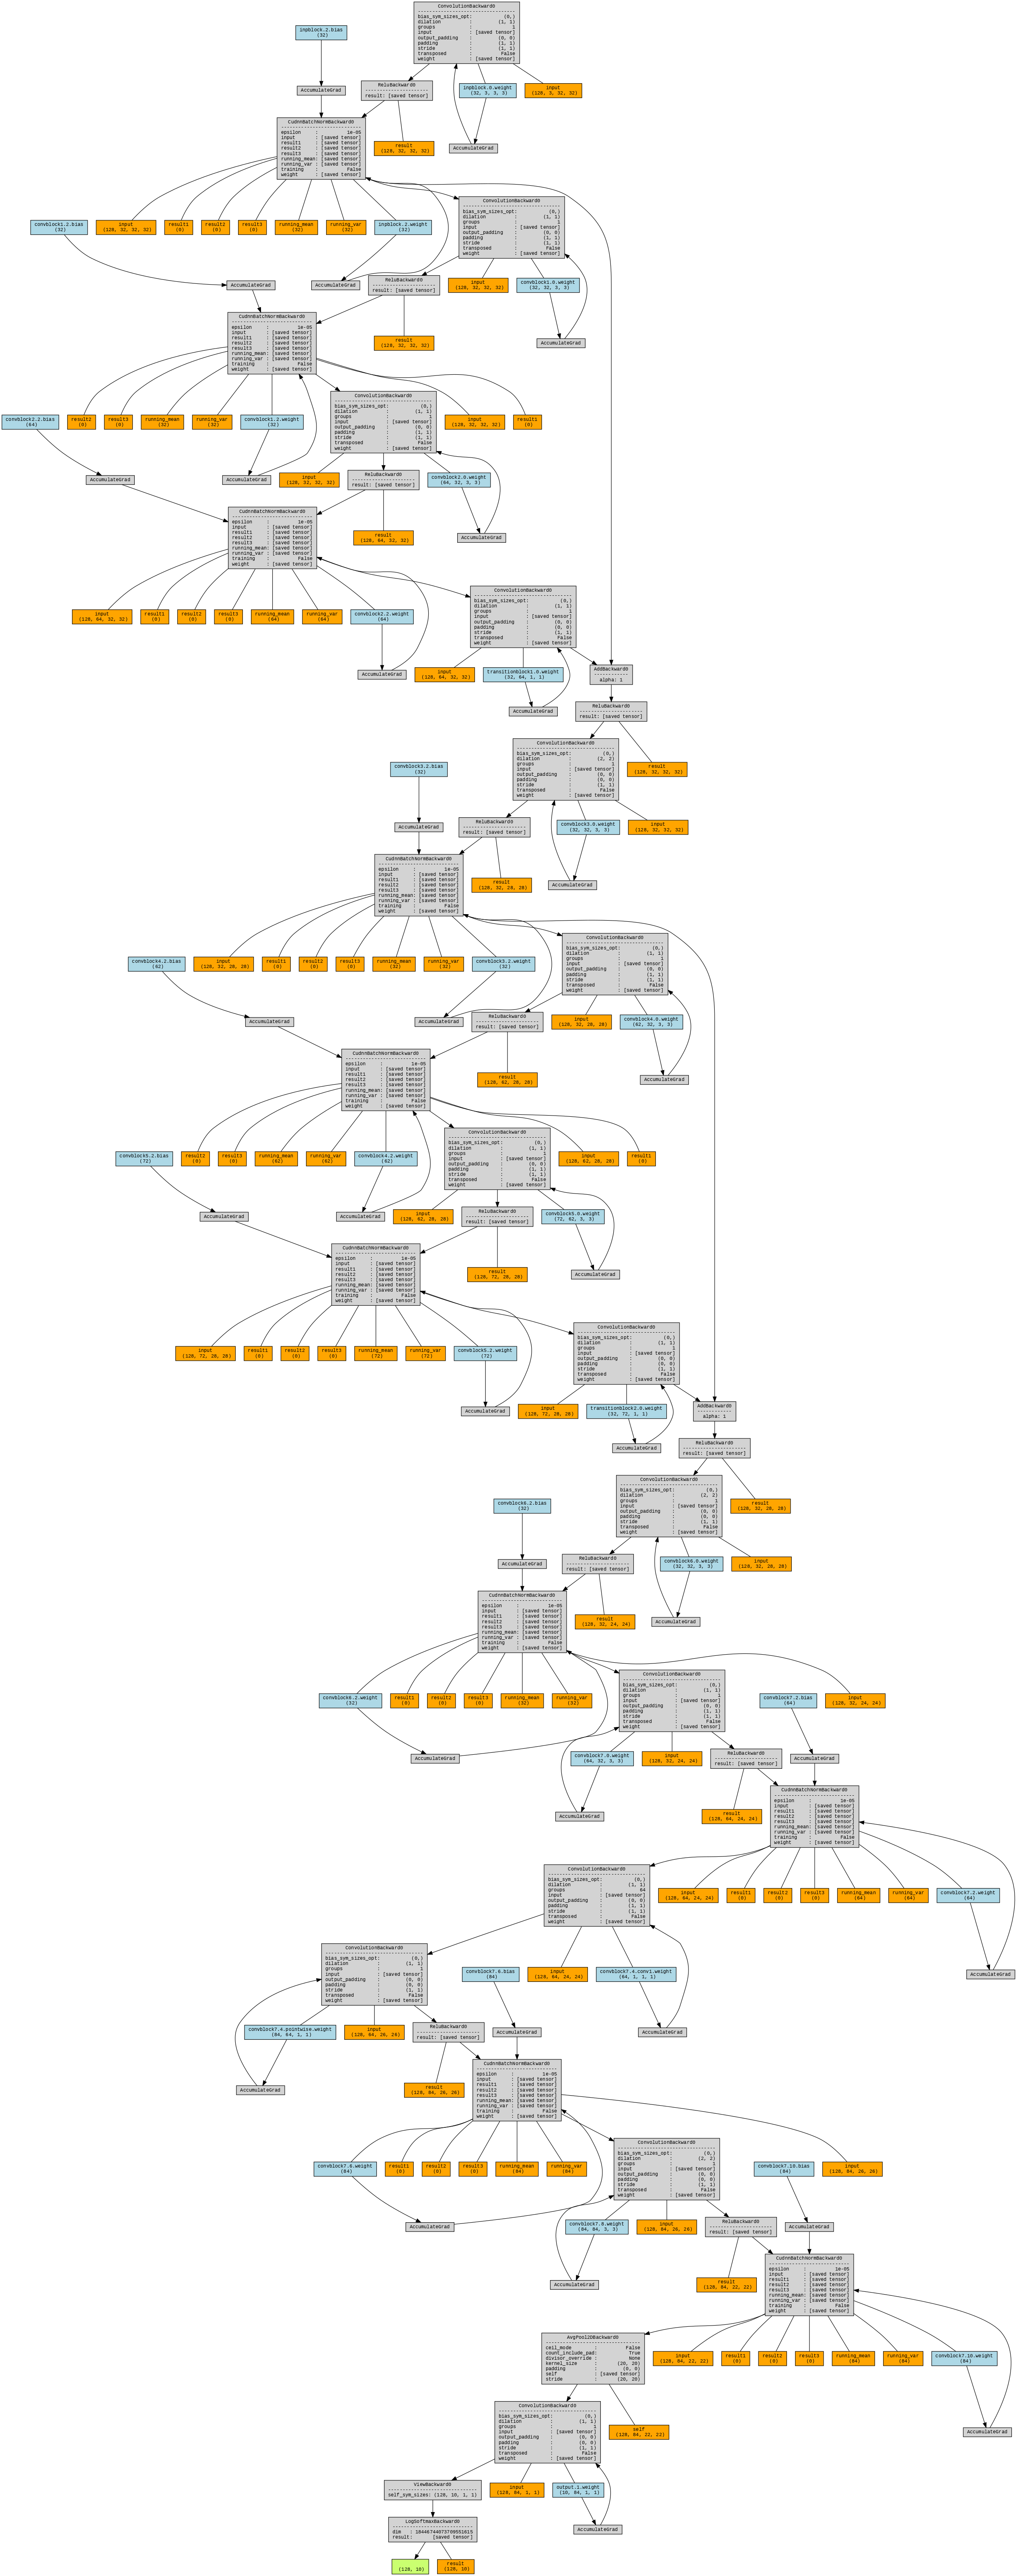 ConvolutionBackward0
-------------------------------
bias_sym_sizes_opt: (0,)
dilation : (1, 1)
groups : 1
input : [saved tensor]
output_padding : (0, 0)
padding : (1, 1)
stride : (1, 1)
transposed : False
weight : [saved tensor]
inpblock.2.bias
(32)
AccumulateGrad
ReluBackward0
----------------------
result: [saved tensor]
inpblock.0.weight
(32, 3, 3, 3)
input
(128, 3, 32, 32)
CudnnBatchNormBackward0
----------------------------
epsilon : 1e-05
input : [saved tensor]
result1 : [saved tensor]
result2 : [saved tensor]
result3 : [saved tensor]
running_mean: [saved tensor]
running_var : [saved tensor]
training : False
weight : [saved tensor]
result
(128, 32, 32, 32)
AccumulateGrad
ConvolutionBackward0
-------------------------------
bias_sym_sizes_opt: (0,)
dilation : (1, 1)
groups : 1
input : [saved tensor]
output_padding : (0, 0)
padding : (1, 1)
stride : (1, 1)
transposed : False
weight : [saved tensor]
convblock1.2.bias
(32)
input
(128, 32, 32, 32)
result1
(0)
result2
(0)
result3
(0)
running_mean
(32)
running_var
(32)
inpblock.2.weight
(32)
AccumulateGrad
AccumulateGrad
ReluBackward0
----------------------
result: [saved tensor]
input
(128, 32, 32, 32)
convblock1.0.weight
(32, 32, 3, 3)
CudnnBatchNormBackward0
----------------------------
epsilon : 1e-05
input : [saved tensor]
result1 : [saved tensor]
result2 : [saved tensor]
result3 : [saved tensor]
running_mean: [saved tensor]
running_var : [saved tensor]
training : False
weight : [saved tensor]
result
(128, 32, 32, 32)
AccumulateGrad
ConvolutionBackward0
-------------------------------
bias_sym_sizes_opt: (0,)
dilation : (1, 1)
groups : 1
input : [saved tensor]
output_padding : (0, 0)
padding : (1, 1)
stride : (1, 1)
transposed : False
weight : [saved tensor]
convblock2.2.bias
(64)
result2
(0)
result3
(0)
running_mean
(32)
running_var
(32)
convblock1.2.weight
(32)
input
(128, 32, 32, 32)
result1
(0)
AccumulateGrad
AccumulateGrad
input
(128, 32, 32, 32)
ReluBackward0
----------------------
result: [saved tensor]
convblock2.0.weight
(64, 32, 3, 3)
CudnnBatchNormBackward0
----------------------------
epsilon : 1e-05
input : [saved tensor]
result1 : [saved tensor]
result2 : [saved tensor]
result3 : [saved tensor]
running_mean: [saved tensor]
running_var : [saved tensor]
training : False
weight : [saved tensor]
result
(128, 64, 32, 32)
AccumulateGrad
ConvolutionBackward0
-------------------------------
bias_sym_sizes_opt: (0,)
dilation : (1, 1)
groups : 1
input : [saved tensor]
output_padding : (0, 0)
padding : (0, 0)
stride : (1, 1)
transposed : False
weight : [saved tensor]
input
(128, 64, 32, 32)
result1
(0)
result2
(0)
result3
(0)
running_mean
(64)
running_var
(64)
convblock2.2.weight
(64)
AccumulateGrad
input
(128, 64, 32, 32)
transitionblock1.0.weight
(32, 64, 1, 1)
AddBackward0
------------
alpha: 1
AccumulateGrad
ReluBackward0
----------------------
result: [saved tensor]
ConvolutionBackward0
-------------------------------
bias_sym_sizes_opt: (0,)
dilation : (2, 2)
groups : 1
input : [saved tensor]
output_padding : (0, 0)
padding : (0, 0)
stride : (1, 1)
transposed : False
weight : [saved tensor]
convblock3.2.bias
(32)
result
(128, 32, 32, 32)
AccumulateGrad
ReluBackward0
----------------------
result: [saved tensor]
convblock3.0.weight
(32, 32, 3, 3)
input
(128, 32, 32, 32)
CudnnBatchNormBackward0
----------------------------
epsilon : 1e-05
input : [saved tensor]
result1 : [saved tensor]
result2 : [saved tensor]
result3 : [saved tensor]
running_mean: [saved tensor]
running_var : [saved tensor]
training : False
weight : [saved tensor]
result
(128, 32, 28, 28)
AccumulateGrad
ConvolutionBackward0
-------------------------------
bias_sym_sizes_opt: (0,)
dilation : (1, 1)
groups : 1
input : [saved tensor]
output_padding : (0, 0)
padding : (1, 1)
stride : (1, 1)
transposed : False
weight : [saved tensor]
convblock4.2.bias
(62)
input
(128, 32, 28, 28)
result1
(0)
result2
(0)
result3
(0)
running_mean
(32)
running_var
(32)
convblock3.2.weight
(32)
AccumulateGrad
AccumulateGrad
ReluBackward0
----------------------
result: [saved tensor]
input
(128, 32, 28, 28)
convblock4.0.weight
(62, 32, 3, 3)
CudnnBatchNormBackward0
----------------------------
epsilon : 1e-05
input : [saved tensor]
result1 : [saved tensor]
result2 : [saved tensor]
result3 : [saved tensor]
running_mean: [saved tensor]
running_var : [saved tensor]
training : False
weight : [saved tensor]
result
(128, 62, 28, 28)
AccumulateGrad
ConvolutionBackward0
-------------------------------
bias_sym_sizes_opt: (0,)
dilation : (1, 1)
groups : 1
input : [saved tensor]
output_padding : (0, 0)
padding : (1, 1)
stride : (1, 1)
transposed : False
weight : [saved tensor]
convblock5.2.bias
(72)
result2
(0)
result3
(0)
running_mean
(62)
running_var
(62)
convblock4.2.weight
(62)
input
(128, 62, 28, 28)
result1
(0)
AccumulateGrad
AccumulateGrad
input
(128, 62, 28, 28)
ReluBackward0
----------------------
result: [saved tensor]
convblock5.0.weight
(72, 62, 3, 3)
CudnnBatchNormBackward0
----------------------------
epsilon : 1e-05
input : [saved tensor]
result1 : [saved tensor]
result2 : [saved tensor]
result3 : [saved tensor]
running_mean: [saved tensor]
running_var : [saved tensor]
training : False
weight : [saved tensor]
result
(128, 72, 28, 28)
AccumulateGrad
ConvolutionBackward0
-------------------------------
bias_sym_sizes_opt: (0,)
dilation : (1, 1)
groups : 1
input : [saved tensor]
output_padding : (0, 0)
padding : (0, 0)
stride : (1, 1)
transposed : False
weight : [saved tensor]
input
(128, 72, 28, 28)
result1
(0)
result2
(0)
result3
(0)
running_mean
(72)
running_var
(72)
convblock5.2.weight
(72)
AccumulateGrad
input
(128, 72, 28, 28)
transitionblock2.0.weight
(32, 72, 1, 1)
AddBackward0
------------
alpha: 1
AccumulateGrad
ReluBackward0
----------------------
result: [saved tensor]
ConvolutionBackward0
-------------------------------
bias_sym_sizes_opt: (0,)
dilation : (2, 2)
groups : 1
input : [saved tensor]
output_padding : (0, 0)
padding : (0, 0)
stride : (1, 1)
transposed : False
weight : [saved tensor]
convblock6.2.bias
(32)
result
(128, 32, 28, 28)
AccumulateGrad
ReluBackward0
----------------------
result: [saved tensor]
convblock6.0.weight
(32, 32, 3, 3)
input
(128, 32, 28, 28)
CudnnBatchNormBackward0
----------------------------
epsilon : 1e-05
input : [saved tensor]
result1 : [saved tensor]
result2 : [saved tensor]
result3 : [saved tensor]
running_mean: [saved tensor]
running_var : [saved tensor]
training : False
weight : [saved tensor]
result
(128, 32, 24, 24)
AccumulateGrad
ConvolutionBackward0
-------------------------------
bias_sym_sizes_opt: (0,)
dilation : (1, 1)
groups : 1
input : [saved tensor]
output_padding : (0, 0)
padding : (1, 1)
stride : (1, 1)
transposed : False
weight : [saved tensor]
convblock6.2.weight
(32)
result1
(0)
result2
(0)
result3
(0)
running_mean
(32)
running_var
(32)
convblock7.2.bias
(64)
input
(128, 32, 24, 24)
AccumulateGrad
convblock7.0.weight
(64, 32, 3, 3)
input
(128, 32, 24, 24)
ReluBackward0
----------------------
result: [saved tensor]
AccumulateGrad
AccumulateGrad
result
(128, 64, 24, 24)
CudnnBatchNormBackward0
----------------------------
epsilon : 1e-05
input : [saved tensor]
result1 : [saved tensor]
result2 : [saved tensor]
result3 : [saved tensor]
running_mean: [saved tensor]
running_var : [saved tensor]
training : False
weight : [saved tensor]
ConvolutionBackward0
-------------------------------
bias_sym_sizes_opt: (0,)
dilation : (1, 1)
groups : 64
input : [saved tensor]
output_padding : (0, 0)
padding : (1, 1)
stride : (1, 1)
transposed : False
weight : [saved tensor]
input
(128, 64, 24, 24)
result1
(0)
result2
(0)
result3
(0)
running_mean
(64)
running_var
(64)
convblock7.2.weight
(64)
ConvolutionBackward0
-------------------------------
bias_sym_sizes_opt: (0,)
dilation : (1, 1)
groups : 1
input : [saved tensor]
output_padding : (0, 0)
padding : (0, 0)
stride : (1, 1)
transposed : False
weight : [saved tensor]
convblock7.6.bias
(84)
input
(128, 64, 24, 24)
convblock7.4.conv1.weight
(64, 1, 1, 1)
AccumulateGrad
convblock7.4.pointwise.weight
(84, 64, 1, 1)
input
(128, 64, 26, 26)
ReluBackward0
----------------------
result: [saved tensor]
AccumulateGrad
AccumulateGrad
AccumulateGrad
result
(128, 84, 26, 26)
CudnnBatchNormBackward0
----------------------------
epsilon : 1e-05
input : [saved tensor]
result1 : [saved tensor]
result2 : [saved tensor]
result3 : [saved tensor]
running_mean: [saved tensor]
running_var : [saved tensor]
training : False
weight : [saved tensor]
ConvolutionBackward0
-------------------------------
bias_sym_sizes_opt: (0,)
dilation : (2, 2)
groups : 1
input : [saved tensor]
output_padding : (0, 0)
padding : (0, 0)
stride : (1, 1)
transposed : False
weight : [saved tensor]
convblock7.6.weight
(84)
result1
(0)
result2
(0)
result3
(0)
running_mean
(84)
running_var
(84)
convblock7.10.bias
(84)
input
(128, 84, 26, 26)
AccumulateGrad
convblock7.8.weight
(84, 84, 3, 3)
input
(128, 84, 26, 26)
ReluBackward0
----------------------
result: [saved tensor]
AccumulateGrad
AccumulateGrad
result
(128, 84, 22, 22)
CudnnBatchNormBackward0
----------------------------
epsilon : 1e-05
input : [saved tensor]
result1 : [saved tensor]
result2 : [saved tensor]
result3 : [saved tensor]
running_mean: [saved tensor]
running_var : [saved tensor]
training : False
weight : [saved tensor]
AvgPool2DBackward0
-------------------------------
ceil_mode : False
count_include_pad: True
divisor_override : None
kernel_size : (20, 20)
padding : (0, 0)
self : [saved tensor]
stride : (20, 20)
input
(128, 84, 22, 22)
result1
(0)
result2
(0)
result3
(0)
running_mean
(84)
running_var
(84)
convblock7.10.weight
(84)
ConvolutionBackward0
-------------------------------
bias_sym_sizes_opt: (0,)
dilation : (1, 1)
groups : 1
input : [saved tensor]
output_padding : (0, 0)
padding : (0, 0)
stride : (1, 1)
transposed : False
weight : [saved tensor]
self
(128, 84, 22, 22)
AccumulateGrad
ViewBackward0
----------------------------
self_sym_sizes: (128, 10, 1, 1)
input
(128, 84, 1, 1)
output.1.weight
(10, 84, 1, 1)
LogSoftmaxBackward0
----------------------------
dim : 18446744073709551615
result: [saved tensor]
AccumulateGrad
(128, 10)
result
(128, 10)